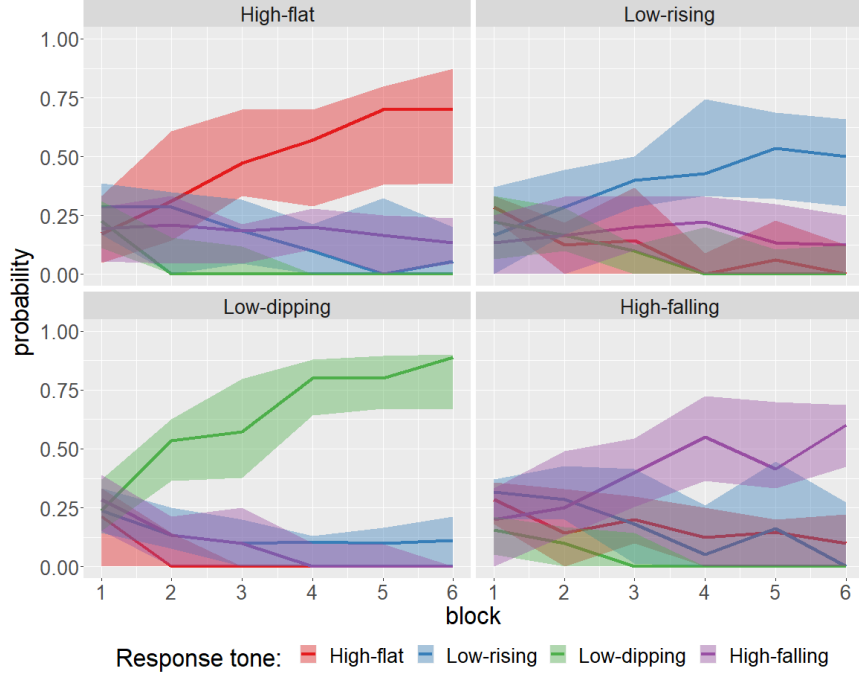 High-flat
Low-rising
1.00
0.75
0.50
0.25
0.00
Low-dipping
High-falling
1.00
0.75
0.50
0.25
0.00
probability
1 2 3 4 5 6 1 2 3 4 5 6
block
Response tone: High-flat Low-rising Low-dipping High-falling